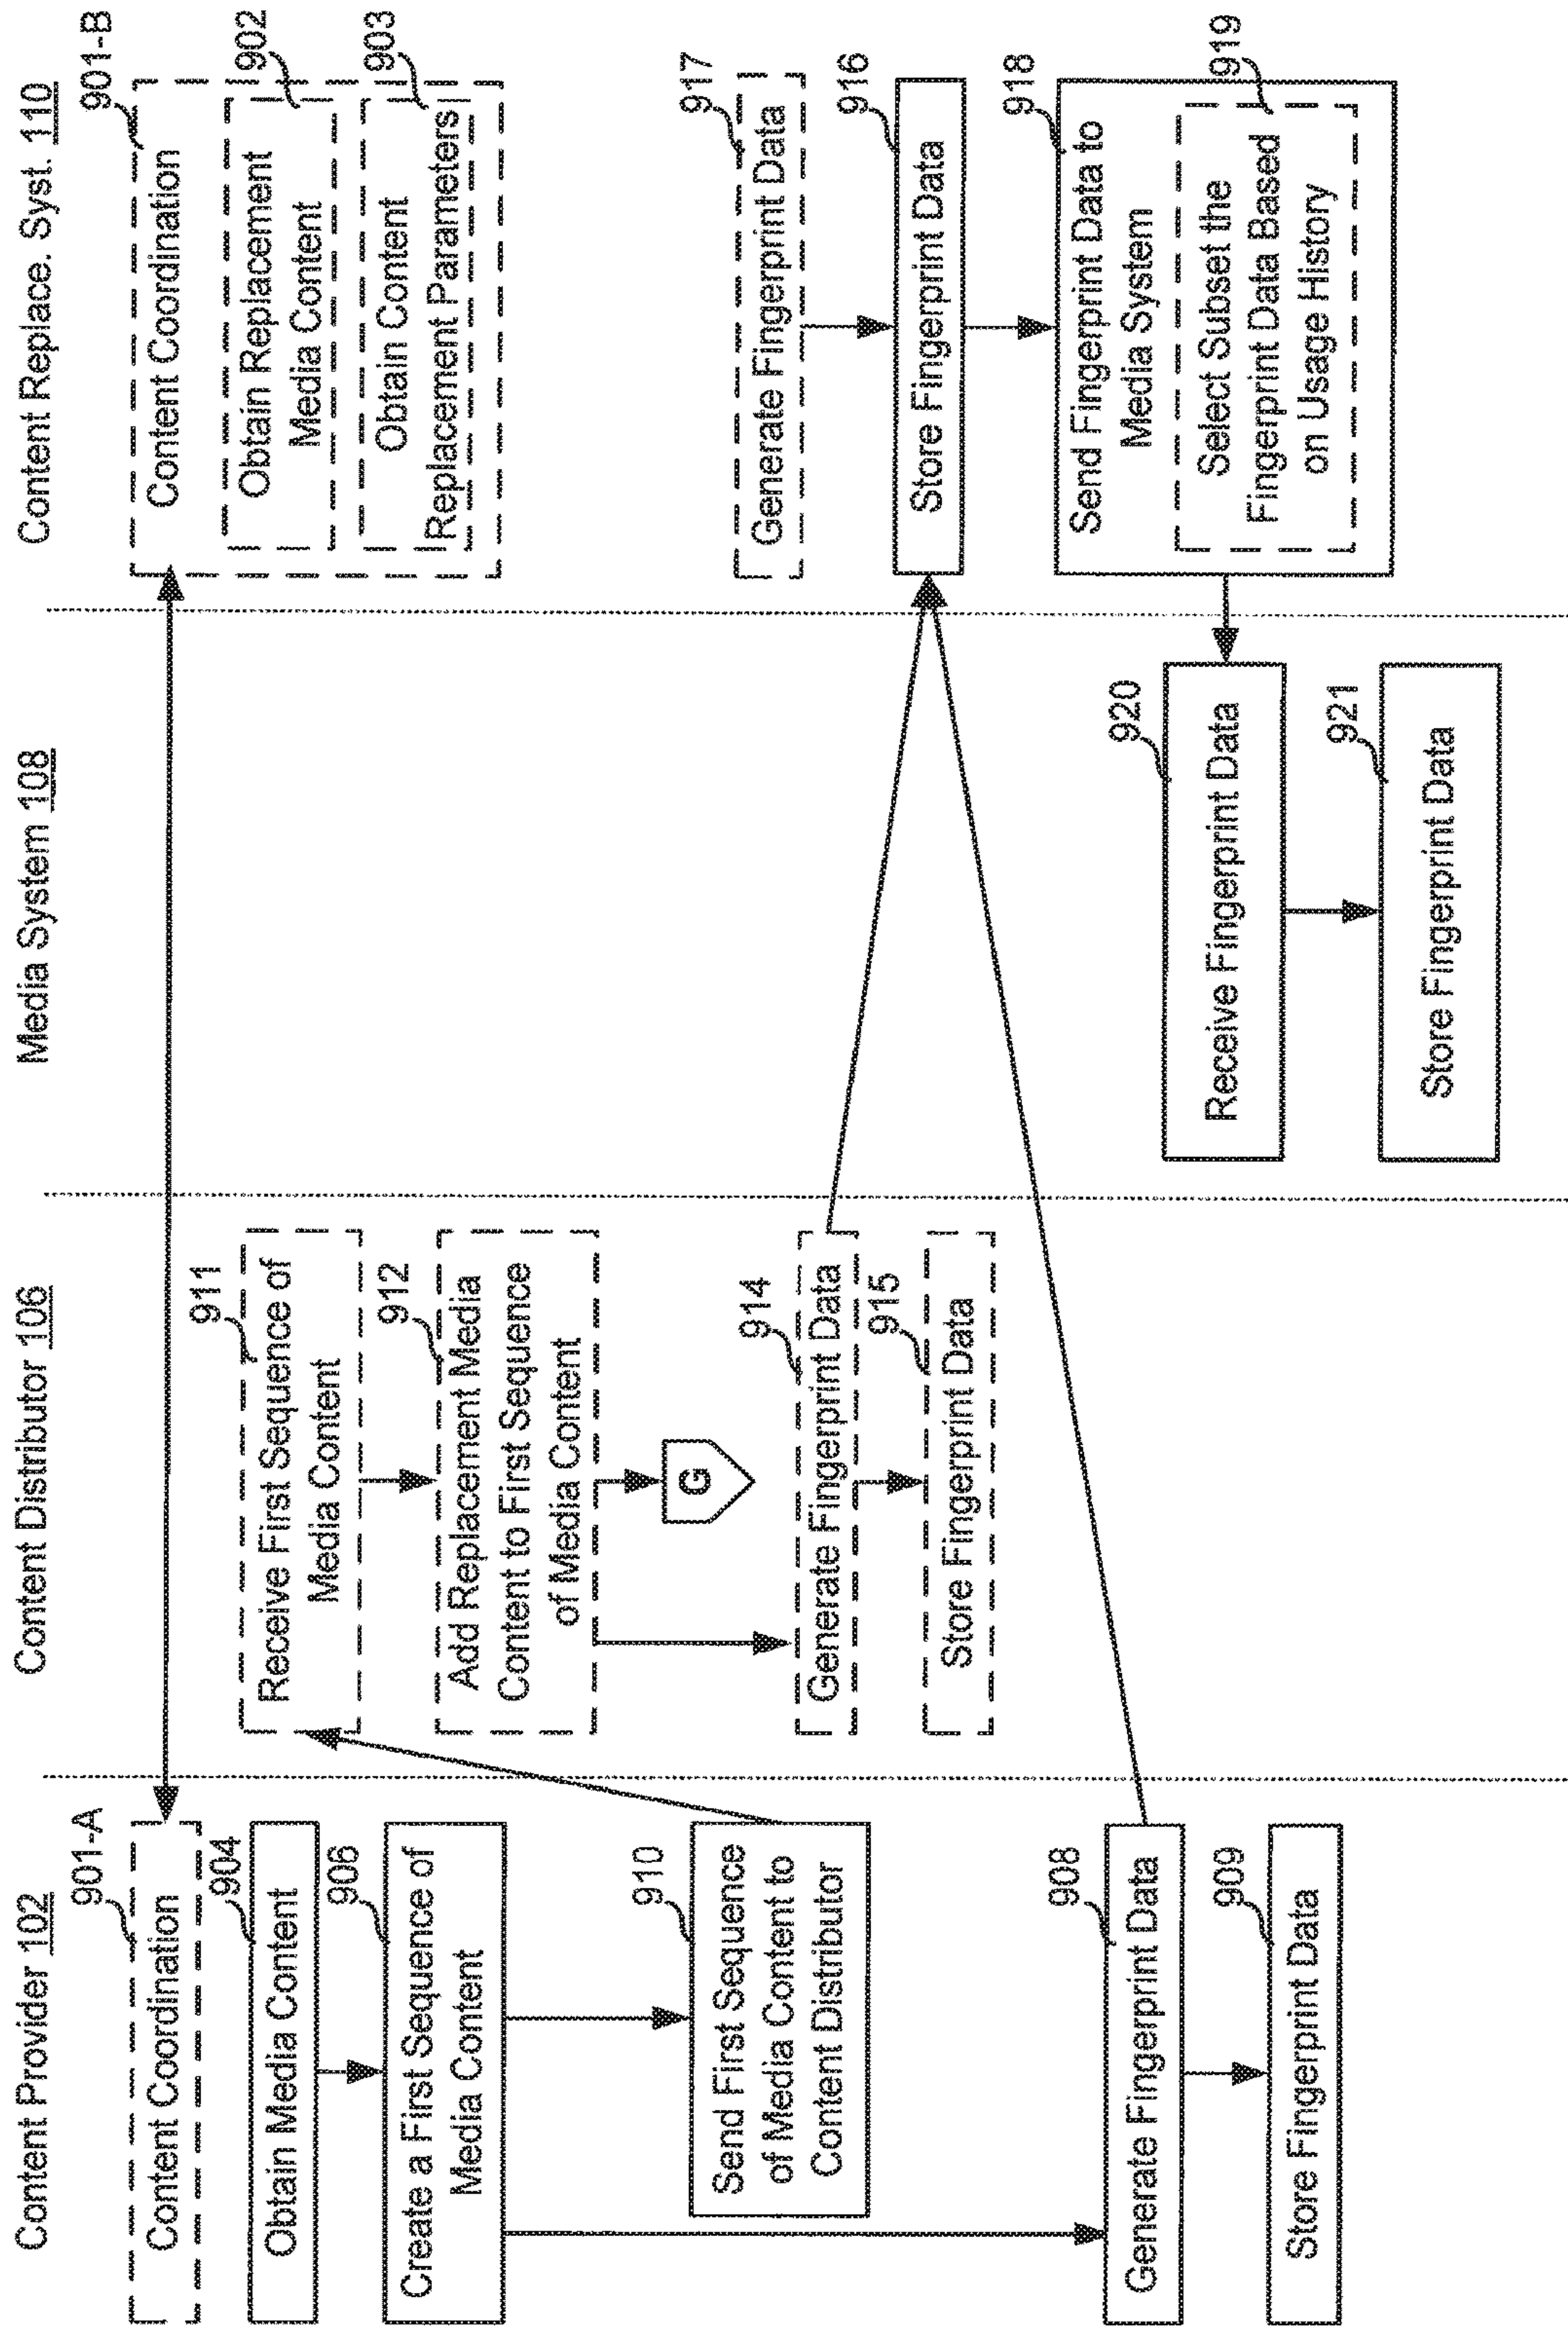 Content Provider 102
901-A
Content Coordination
904
Obtain Media Content
906
Create a First Sequence of
Media Content
910
Send First Sequence
of Media Content to
Content Distributor
908
Generate Fingerprint Data
909
Store Fingerprint Data
Content Distributor 106
911
Receive First Sequence of
Media Content
912
Add Replacement Media
Content to First Sequence
of Media Content
G
914
Generate Fingerprint Data
915
Store Fingerprint Data
Media System 108
920
Receive Fingerprint Data
921
Store Fingerprint Data
Content Replace. Syst. 110
901-B
Content Coordination
902
Obtain Replacement
Media Content
903
Obtain Content
Replacement Parameters
917
Generate Fingerprint Data
916
Store Fingerprint Data
918
Send Fingerprint Data to
Media System
919
Select Subset the
Fingerprint Data Based
on Usage History